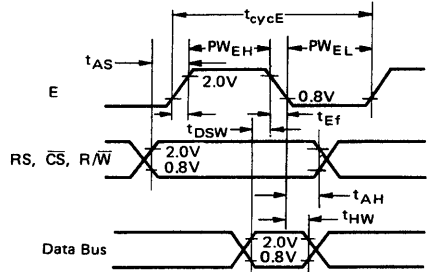 tcycE
PWEH
PWEL
tAS
E
2.0V
0.8V
tEf
tDSW
RS, C̅S̅, R/W̅
2.0V
0.8V
tAH
tHW
Data Bus
2.0V
0.8V